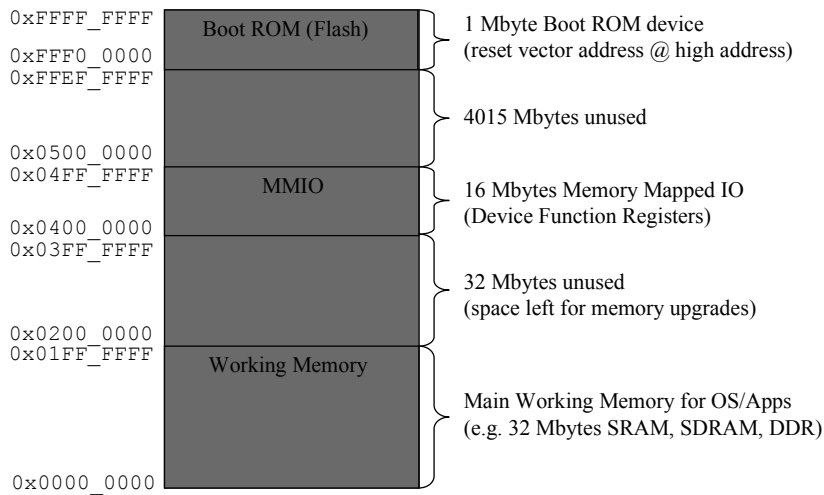 0xFFFF_FFFF
Boot ROM (Flash)
1 Mbyte Boot ROM device
(reset vector address @ high address)
0xFFF0_0000
0xFFEF_FFFF
4015 Mbytes unused
0x0500_0000
0x04FF_FFFF
MMIO
16 Mbytes Memory Mapped IO
(Device Function Registers)
0x0400_0000
0x03FF_FFFF
32 Mbytes unused
(space left for memory upgrades)
0x0200_0000
0x01FF_FFFF
Working Memory
Main Working Memory for OS/Apps
(e.g. 32 Mbytes SRAM, SDRAM, DDR)
0x0000_0000